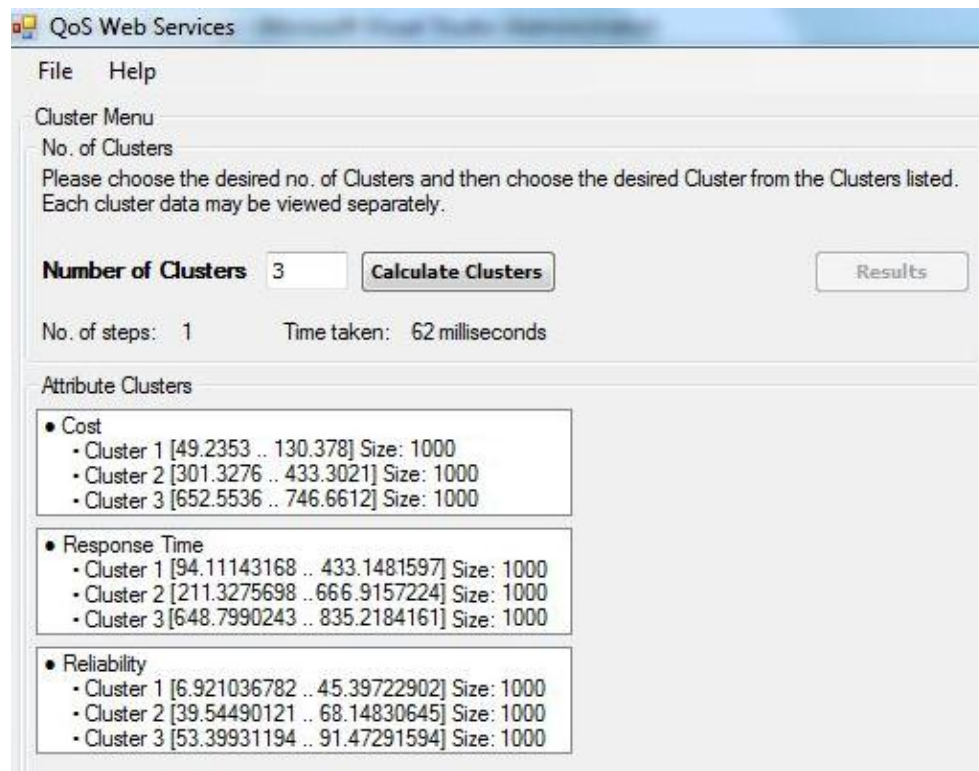 QoS Web Services
File Help
Cluster Menu
No. of Clusters
Please choose the desired no. of Clusters and then choose the desired Cluster from the Clusters listed.
Each cluster data may be viewed separately.
Number of Clusters 3 Calculate Clusters Results
No. of steps: 1 Time taken: 62 milliseconds
Attribute Clusters
• Cost
• Cluster 1 [49.2353 .. 130.378] Size: 1000
• Cluster 2 [301.3276 .. 433.3021] Size: 1000
• Cluster 3 [652.5536 .. 746.6612] Size: 1000
• Response Time
• Cluster 1 [94.11143168 .. 433.1481597] Size: 1000
• Cluster 2 [211.3275698 ..666.9157224] Size: 1000
• Cluster 3 [648.7990243 .. 835.2184161] Size: 1000
• Reliability
• Cluster 1 [6.921036782 .. 45.39722902] Size: 1000
• Cluster 2 [39.54490121 .. 68.14830645] Size: 1000
• Cluster 3 [53.39931194 .. 91.47291594] Size: 1000